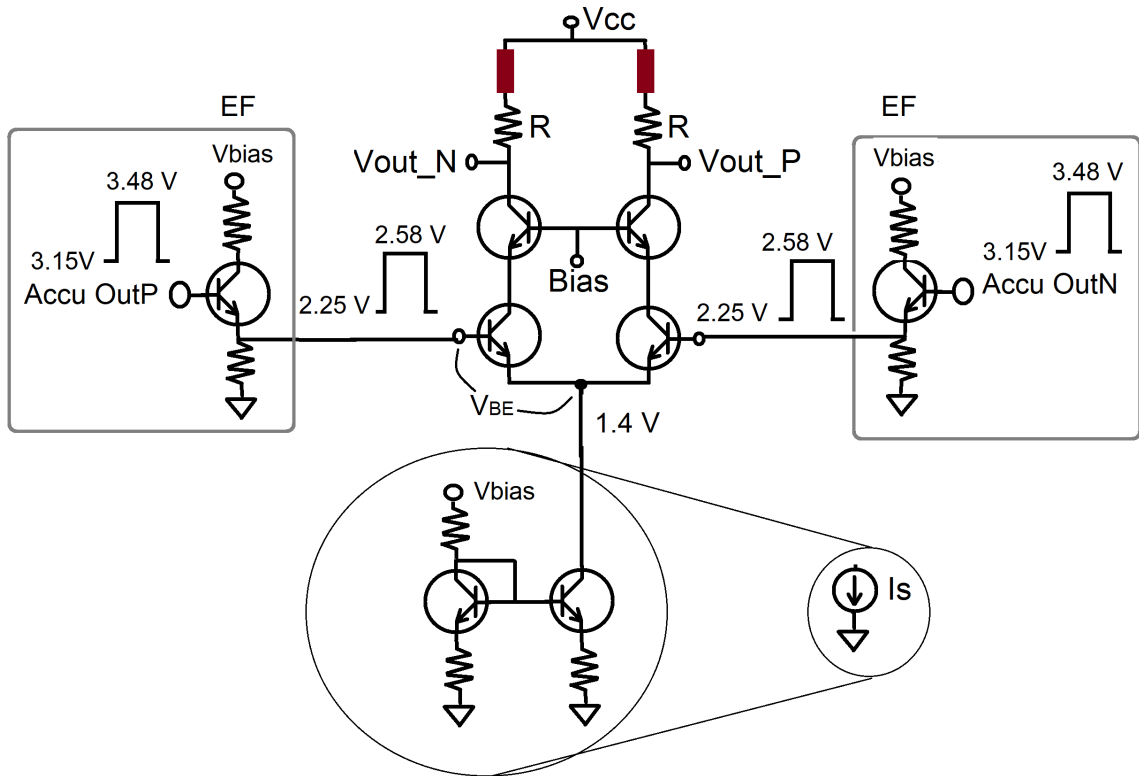 Vcc
EF
EF
R
R
Vbias
Vbias
Vout_N
Vout_P
3.48 V
3.48 V
2.58 V
2.58 V
3.15V
3.15V
Accu OutP
Bias
Accu OutN
2.25 V
2.25 V
VBE
1.4 V
Vbias
Is